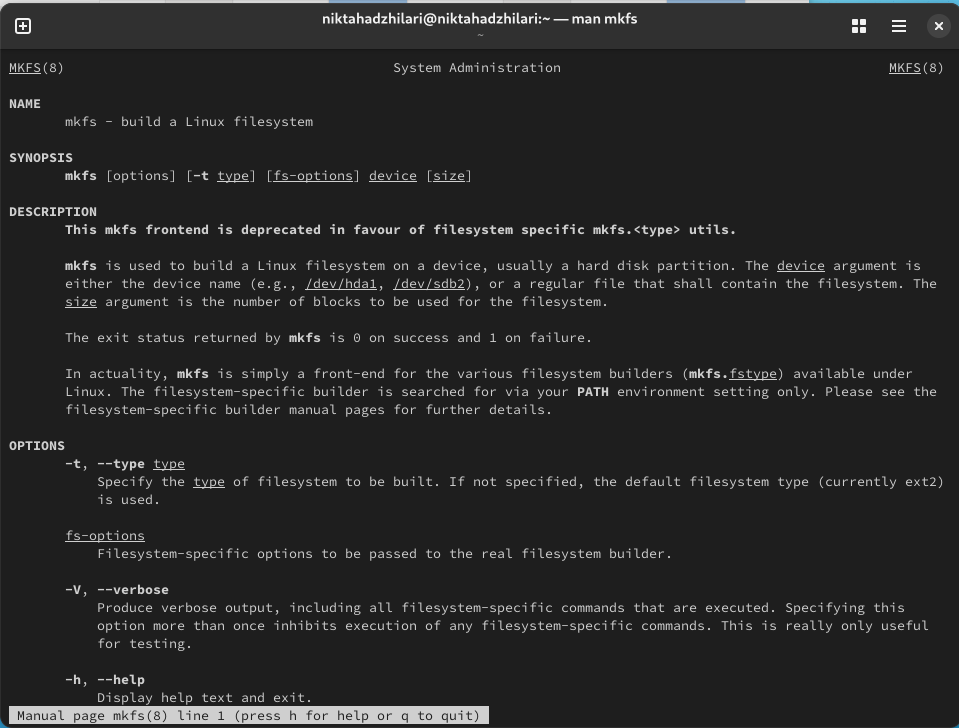 niktahadzhilari@niktahadzhilari:~ — man mkfs
~
MKFS(8) System Administration MKFS(8)
NAME
mkfs - build a Linux filesystem
SYNOPSIS
mkfs [options] [-t type] [fs-options] device [size]
DESCRIPTION
This mkfs frontend is deprecated in favour of filesystem specific mkfs.<type> utils.
mkfs is used to build a Linux filesystem on a device, usually a hard disk partition. The device argument is
either the device name (e.g., /dev/hda1, /dev/sdb2), or a regular file that shall contain the filesystem. The
size argument is the number of blocks to be used for the filesystem.
The exit status returned by mkfs is 0 on success and 1 on failure.
In actuality, mkfs is simply a front-end for the various filesystem builders (mkfs.fstype) available under
Linux. The filesystem-specific builder is searched for via your PATH environment setting only. Please see the
filesystem-specific builder manual pages for further details.
OPTIONS
-t, --type type
Specify the type of filesystem to be built. If not specified, the default filesystem type (currently ext2)
is used.
fs-options
Filesystem-specific options to be passed to the real filesystem builder.
-V, --verbose
Produce verbose output, including all filesystem-specific commands that are executed. Specifying this
option more than once inhibits execution of any filesystem-specific commands. This is really only useful
for testing.
-h, --help
Display help text and exit.
Manual page mkfs(8) line 1 (press h for help or q to quit)